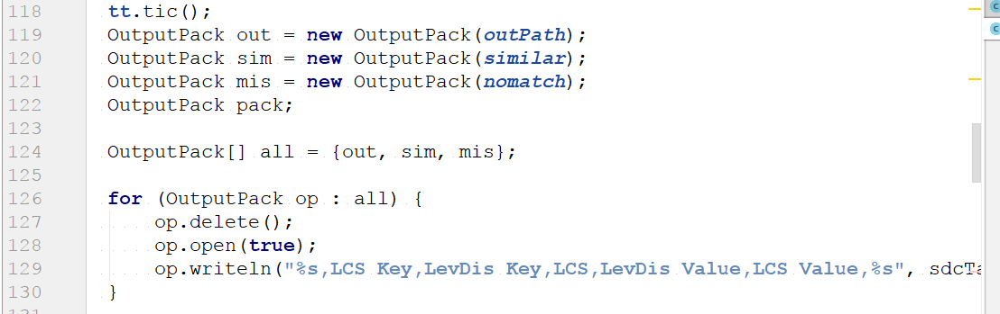 118 tt.tic();
119 OutputPack out = new OutputPack(outPath);
120 OutputPack sim = new OutputPack(similar);
121 OutputPack mis = new OutputPack(nomatch);
122 OutputPack pack;
123
124 OutputPack[] all = {out, sim, mis};
125
126 for (OutputPack op : all) {
127 op.delete();
128 op.open(true);
129 op.writeln("%s,LCS Key,LevDis Key,LCS,LevDis Value,LCS Value,%s",
130 }